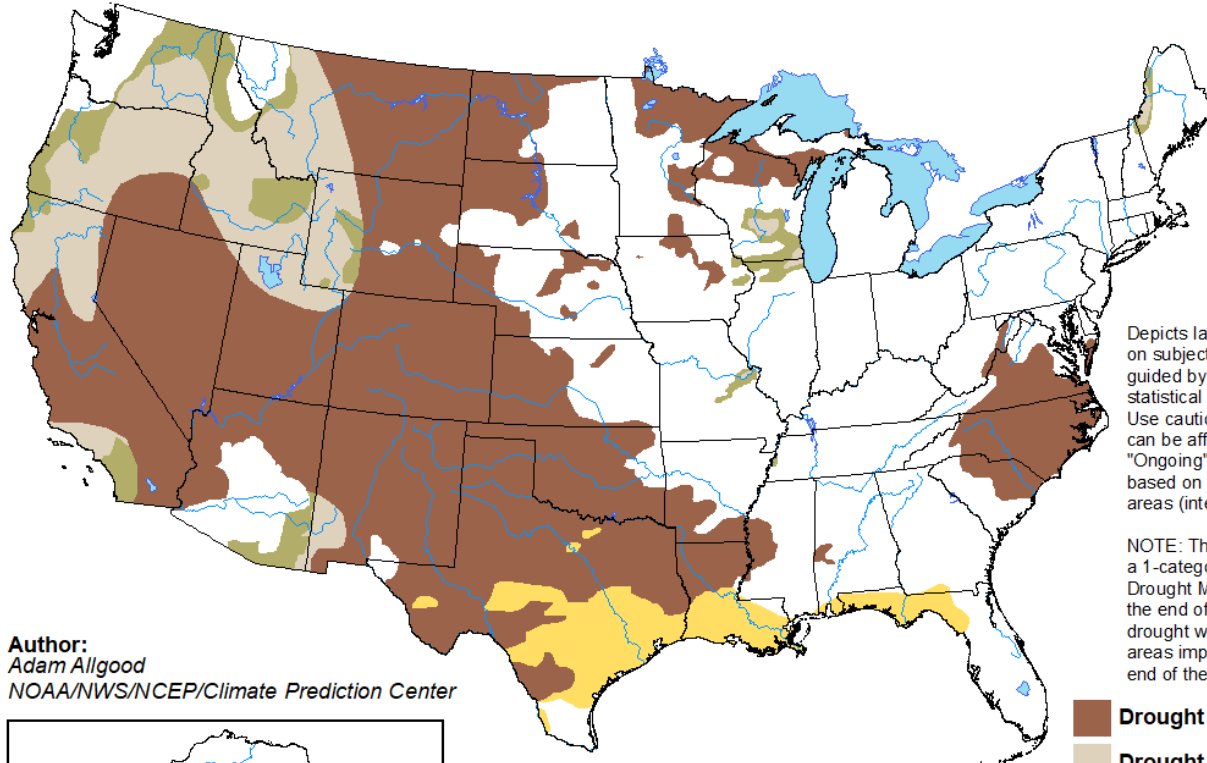 Depicts la
on subject
guided by
statistical
Use cautio
can be aff
"Ongoing"
based on
areas (inte
NOTE: Th
a 1-catego
Drought M
the end of
drought w
areas imp
end of the
Author:
Adam Allgood
NOAA/NWS/NCEP/Climate Prediction Center
Drought
Drought